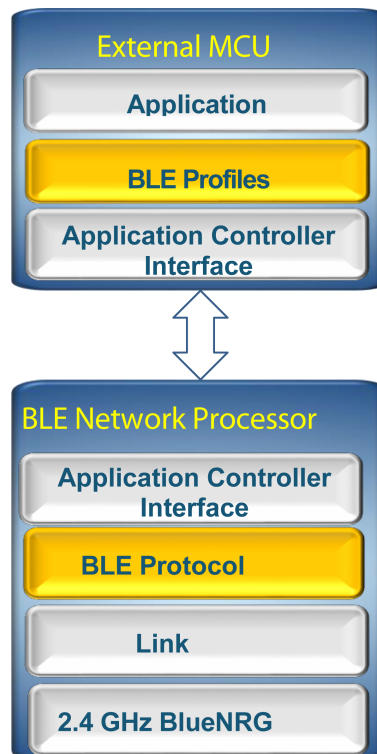 External MCU
Application
BLE Profiles
Application Controller
Interface
BLE Network Processor
Application Controller
Interface
BLE Protocol
Link
2.4 GHz BlueNRG